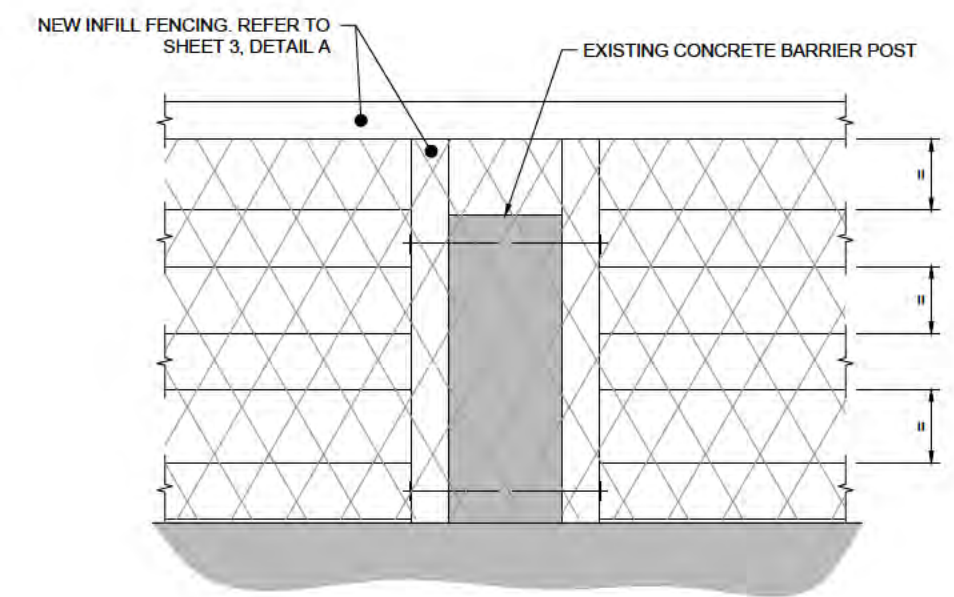 NEW INFILL FENCING. REFER TO
SHEET 3, DETAIL A
EXISTING CONCRETE BARRIER POST
=
=
=